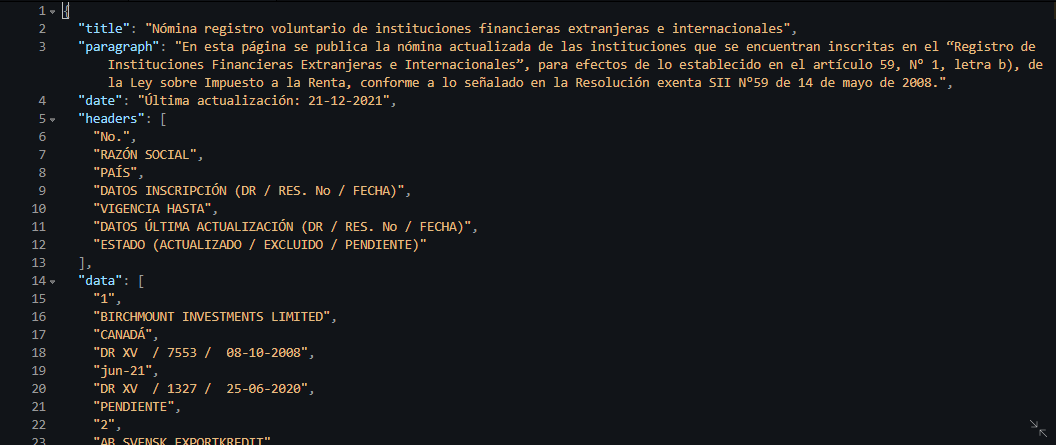 1 {
2 "title": "Nómina registro voluntario de instituciones financieras extranjeras e internacionales",
3 "paragraph": "En esta página se publica la nómina actualizada de las instituciones que se encuentran inscritas en el “Registro de
Instituciones Financieras Extranjeras e Internacionales”, para efectos de lo establecido en el artículo 59, Nº 1, letra b), de
la Ley sobre Impuesto a la Renta, conforme a lo señalado en la Resolución exenta SII N°59 de 14 de mayo de 2008.",
4 "date": "Última actualización: 21-12-2021",
5 "headers": [
6 "No.",
7 "RAZÓN SOCIAL",
8 "PAÍS",
9 "DATOS INSCRIPCIÓN (DR / RES. No / FECHA)",
10 "VIGENCIA HASTA",
11 "DATOS ÚLTIMA ACTUALIZACIÓN (DR / RES. No / FECHA)",
12 "ESTADO (ACTUALIZADO / EXCLUIDO / PENDIENTE)"
13 ],
14 "data": [
15 "1",
16 "BIRCHMOUNT INVESTMENTS LIMITED",
17 "CANADÁ",
18 "DR XV  / 7553 /  08-10-2008",
19 "jun-21",
20 "DR XV  / 1327 /  25-06-2020",
21 "PENDIENTE",
22 "2",
23 "AB SVENSK EXPORTKREDIT"